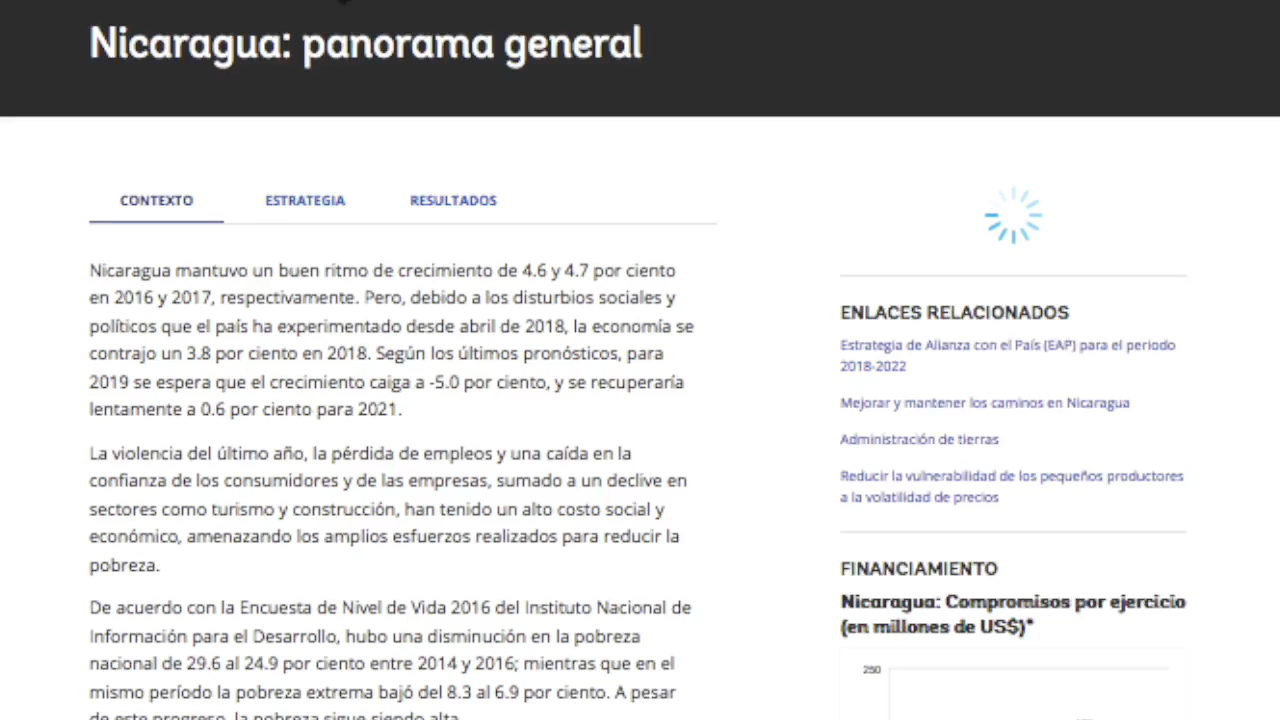 Nicaragua: panorama general
CONTEXTO ESTRATEGIA RESULTADOS
Nicaragua mantuvo un buen ritmo de crecimiento de 4.6 y 4.7 por ciento
en 2016 y 2017, respectivamente. Pero, debido a los disturbios sociales y
políticos que el país ha experimentado desde abril de 2018, la economía se
contrajo un 3.8 por ciento en 2018. Según los últimos pronósticos, para
2019 se espera que el crecimiento caiga a -5.0 por ciento, y se recuperaría
lentamente a 0.6 por ciento para 2021.
La violencia del último año, la pérdida de empleos y una caída en la
confianza de los consumidores y de las empresas, sumado a un declive en
sectores como turismo y construcción, han tenido un alto costo social y
económico, amenazando los amplios esfuerzos realizados para reducir la
pobreza.
De acuerdo con la Encuesta de Nivel de Vida 2016 del Instituto Nacional de
Información para el Desarrollo, hubo una disminución en la pobreza
nacional de 29.6 al 24.9 por ciento entre 2014 y 2016; mientras que en el
mismo período la pobreza extrema bajó del 8.3 al 6.9 por ciento. A pesar
de este progreso, la pobreza sigue siendo alta.
ENLACES RELACIONADOS
Estrategia de Alianza con el País (EAP) para el periodo
2018-2022
Mejorar y mantener los caminos en Nicaragua
Administración de tierras
Reducir la vulnerabilidad de los pequeños productores
a la volatilidad de precios
FINANCIAMIENTO
Nicaragua: Compromisos por ejercicio
(en millones de US$)*
250